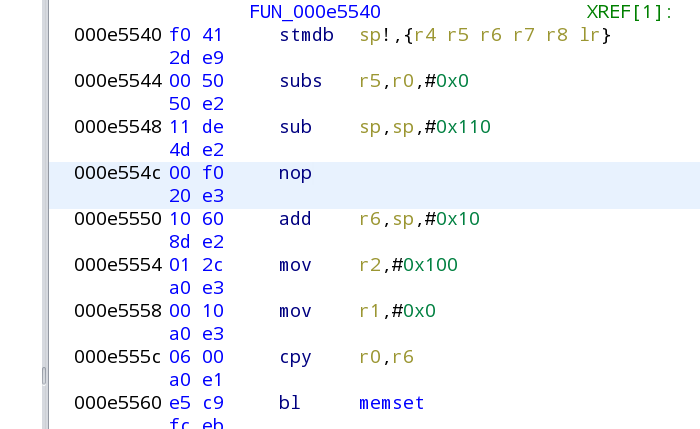 FUN_000e5540 XREF[1]:
000e5540 f0 41 stmdb sp!,{r4 r5 r6 r7 r8 lr}
2d e9
000e5544 00 50 subs r5,r0,#0x0
50 e2
000e5548 11 de sub sp,sp,#0x110
4d e2
000e554c 00 f0 nop
20 e3
000e5550 10 60 add r6,sp,#0x10
8d e2
000e5554 01 2c mov r2,#0x100
a0 e3
000e5558 00 10 mov r1,#0x0
a0 e3
000e555c 06 00 cpy r0,r6
a0 e1
000e5560 e5 c9 bl memset
fc eb